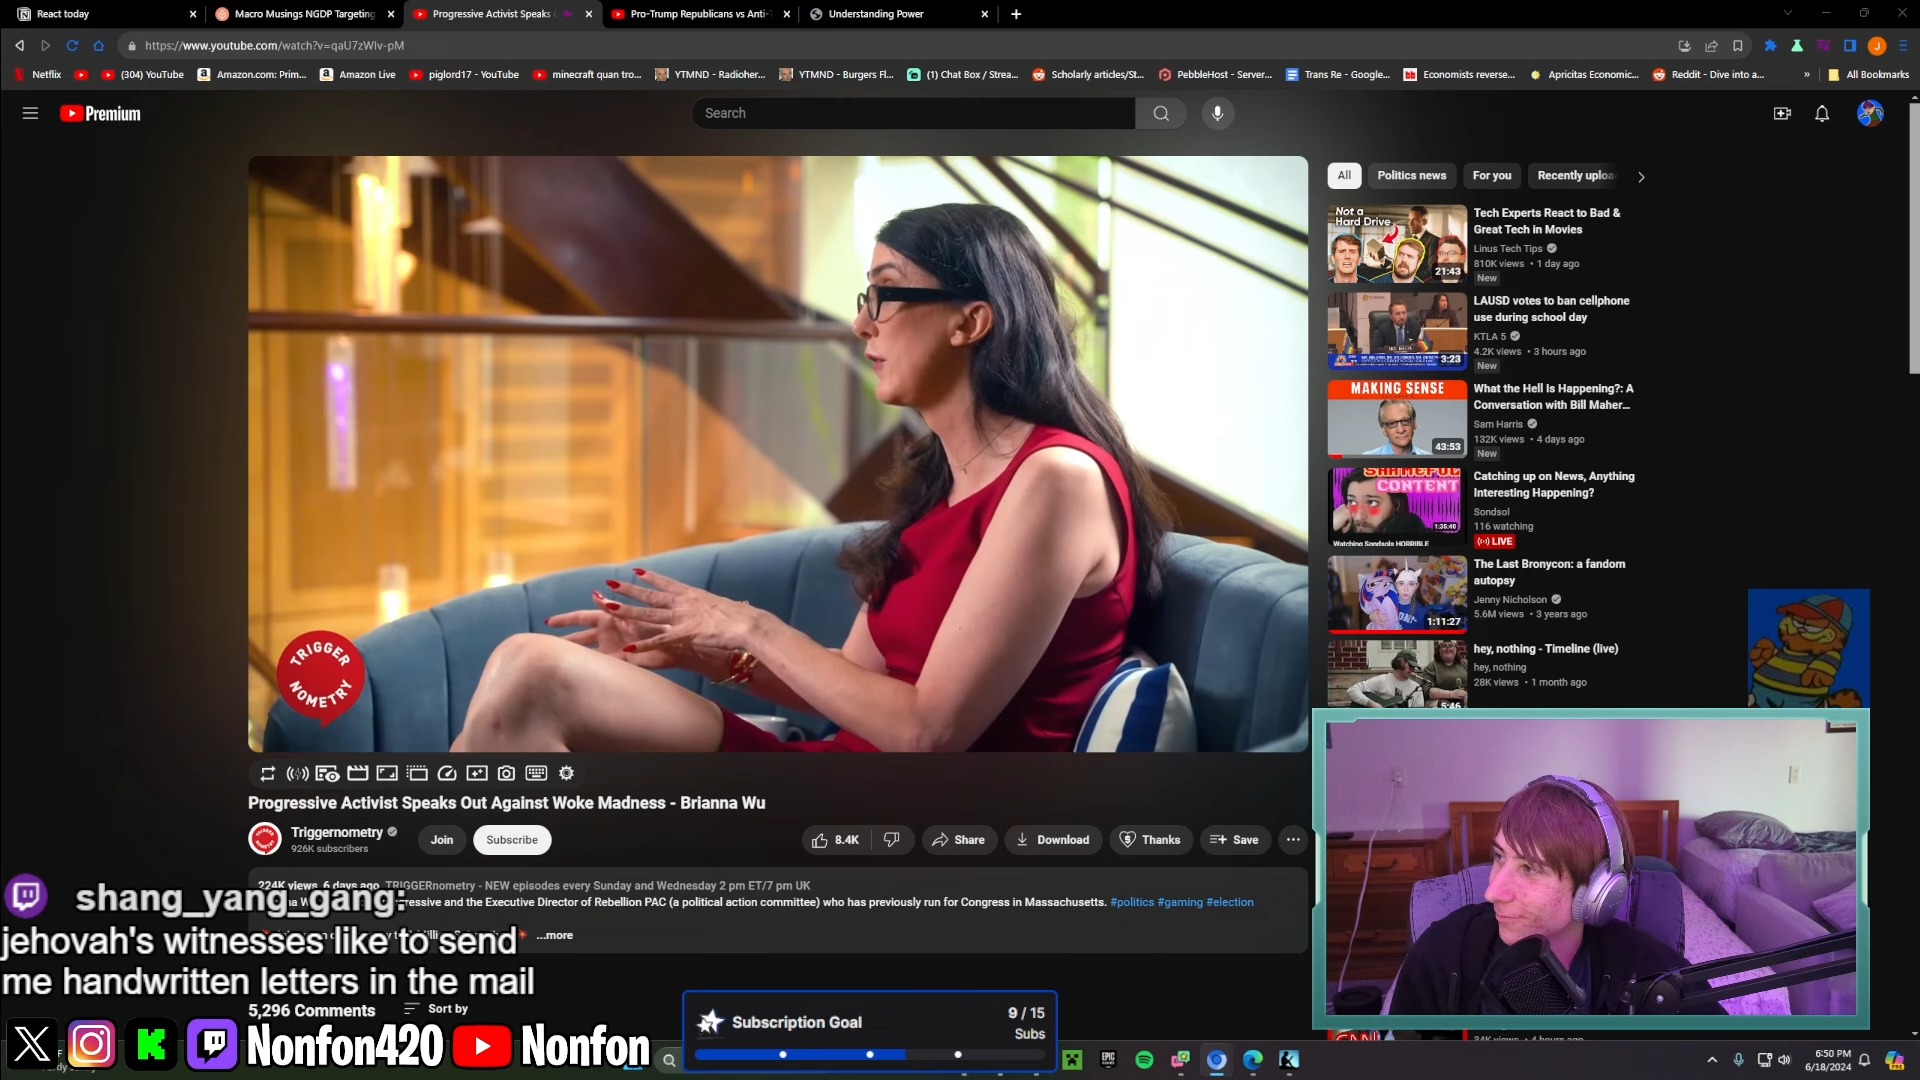 React today
Macro Musings NGDP Targeting
Progressive Activist Speaks
Pro-Trump Republicans vs Anti-T
Understanding Power
https://www.youtube.com/watch?v=qaU7zWlv-pM
Netflix
(304) YouTube
Amazon.com: Prim...
Amazon Live
piglord17 - YouTube
minecraft quan tro...
YTMND - Radioher...
YTMND - Burgers Fl...
(1) Chat Box / Strea...
Scholarly articles/St...
PebbleHost - Server...
Trans Re - Google...
Economists reverse...
Apricitas Economic...
Reddit - Dive into a...
» All Bookmarks
Premium
Search
TRIGGER
NOMETRY
All
Politics news
For you
Recently uploa
Not a
Hard Drive
21:43
Tech Experts React to Bad &
Great Tech in Movies
Linus Tech Tips
810K views • 1 day ago
New
3:23
LAUSD votes to ban cellphone
use during school day
KTLA 5
4.2K views • 3 hours ago
New
MAKING SENSE
43:53
What the Hell Is Happening?: A
Conversation with Bill Maher...
Sam Harris
132K views • 4 days ago
New
SHAMEFUL
CONTENT
1:35:40
Watching Sondsols HORRIBLE
Catching up on News, Anything
Interesting Happening?
Sondsol
116 watching
LIVE
1:11:27
The Last Bronycon: a fandom
autopsy
Jenny Nicholson
5.6M views • 3 years ago
5:46
hey, nothing - Timeline (live)
hey, nothing
28K views • 1 month ago
Progressive Activist Speaks Out Against Woke Madness - Brianna Wu
Triggernometry
926K subscribers
Join
Subscribe
8.4K
Share
Download
Thanks
Save
224K views 6 days ago TRIGGERnometry - NEW episodes every Sunday and Wednesday 2 pm ET/7 pm UK
and the Executive Director of Rebellion PAC (a political action committee) who has previously run for Congress in Massachusetts. #politics #gaming #election
...more
shang_yang_gang:
jehovah's witnesses like to send
me handwritten letters in the mail
5,296 Comments
Sort by
Nonfon420
Nonfon
Subscription Goal
9 / 15
Subs
EPIC
6:50 PM
6/18/2024